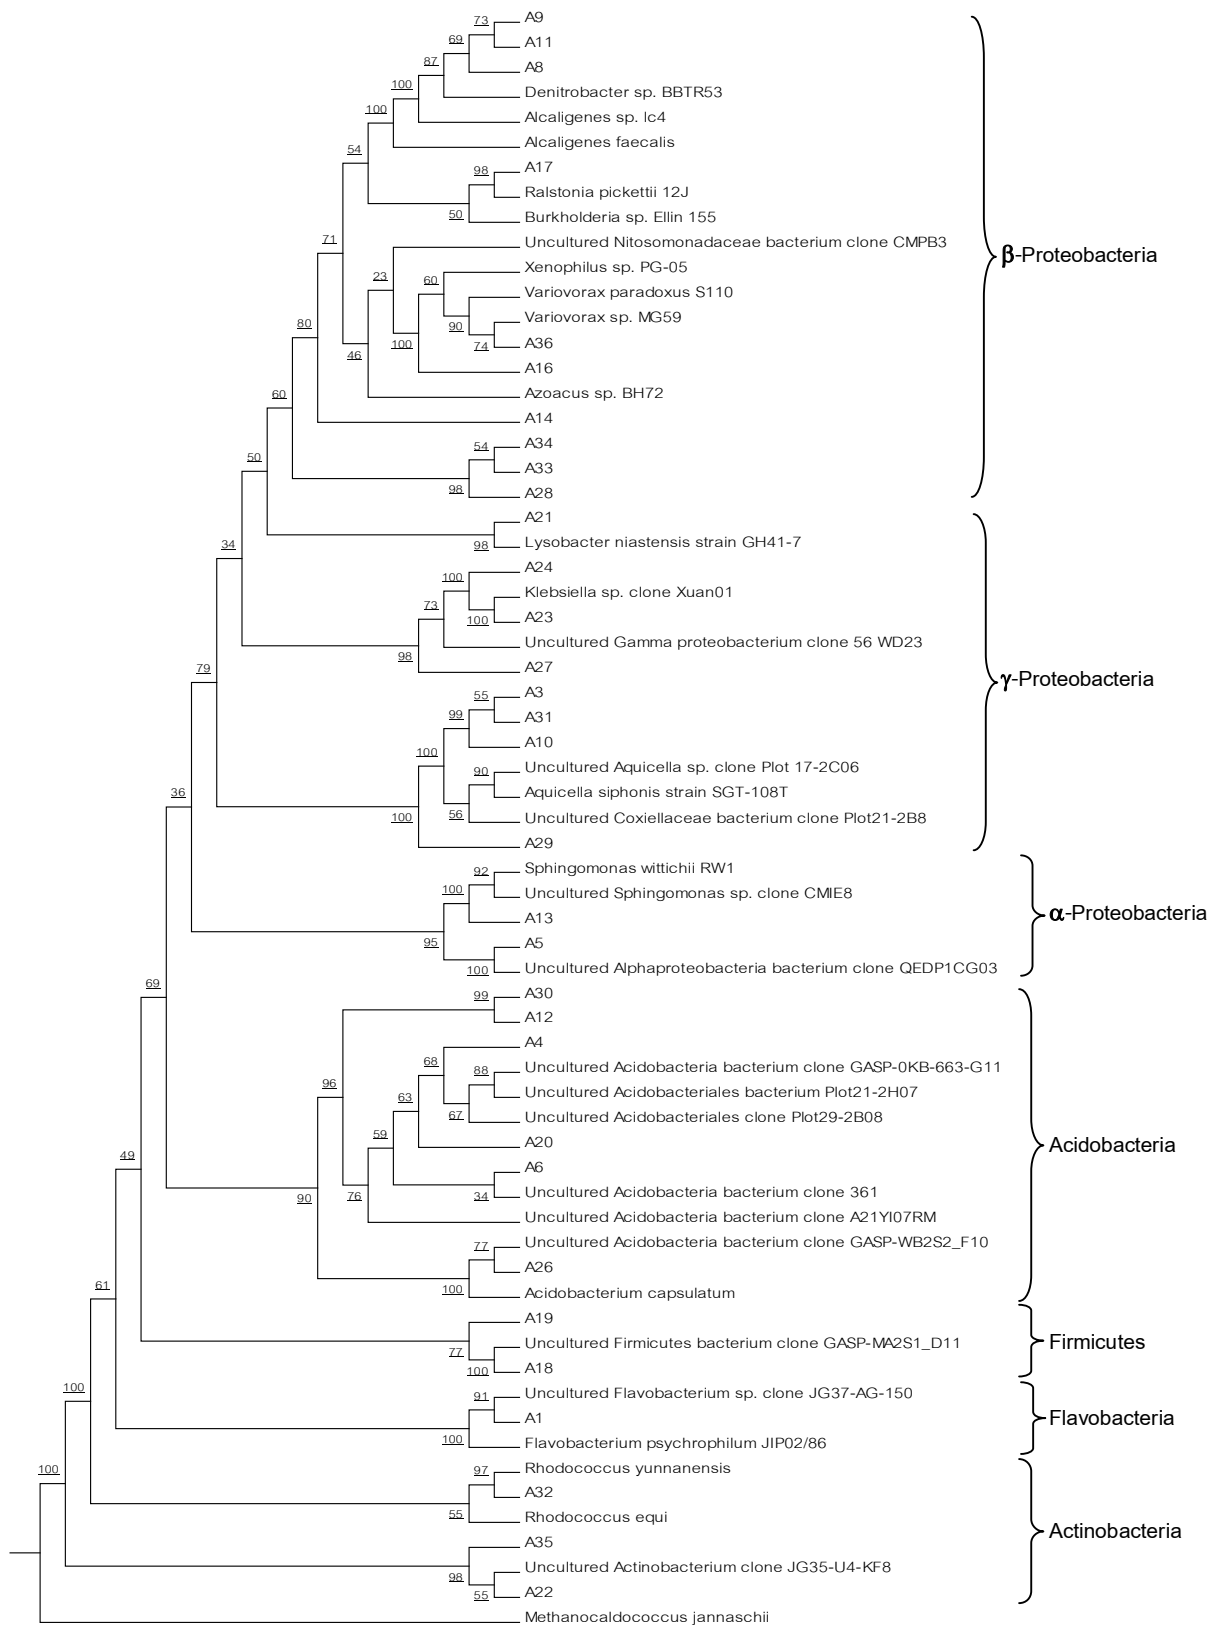 73
A9
A11
69
A8
87
Denitrobacter sp. BBTR53
100
Alcaligenes sp. lc4
100
Alcaligenes faecalis
54
98
A17
Ralstonia pickettii 12J
50
Burkholderia sp. Ellin 155
71
Uncultured Nitosomonadaceae bacterium clone CMPB3
β-Proteobacteria
23
60
Xenophilus sp. PG-05
Variovorax paradoxus S110
90
Variovorax sp. MG59
80
74
A36
46
100
A16
Azoacus sp. BH72
60
A14
54
A34
50
A33
98
A28
A21
98
Lysobacter niastensis strain GH41-7
34
100
A24
Klebsiella sp. clone Xuan01
73
100
A23
Uncultured Gamma proteobacterium clone 56 WD23
98
A27
79
γ-Proteobacteria
55
A3
99
A31
A10
100
90
Uncultured Aquicella sp. clone Plot 17-2C06
36
Aquicella siphonis strain SGT-108T
100
56
Uncultured Coxiellaceae bacterium clone Plot21-2B8
A29
92
Sphingomonas wittichii RW1
100
Uncultured Sphingomonas sp. clone CMIE8
A13
α-Proteobacteria
95
A5
100
Uncultured Alphaproteobacteria bacterium clone QEDP1CG03
69
99
A30
A12
A4
68
88
Uncultured Acidobacteria bacterium clone GASP-0KB-663-G11
96
Uncultured Acidobacteriales bacterium Plot21-2H07
63
67
Uncultured Acidobacteriales clone Plot29-2B08
59
A20
Acidobacteria
49
A6
90
76
34
Uncultured Acidobacteria bacterium clone 361
Uncultured Acidobacteria bacterium clone A21YI07RM
77
Uncultured Acidobacteria bacterium clone GASP-WB2S2_F10
A26
61
100
Acidobacterium capsulatum
A19
77
Uncultured Firmicutes bacterium clone GASP-MA2S1_D11
Firmicutes
100
A18
100
91
Uncultured Flavobacterium sp. clone JG37-AG-150
A1
Flavobacteria
100
Flavobacterium psychrophilum JIP02/86
100
97
Rhodococcus yunnanensis
A32
55
Rhodococcus equi
Actinobacteria
A35
98
Uncultured Actinobacterium clone JG35-U4-KF8
55
A22
Methanocaldococcus jannaschii